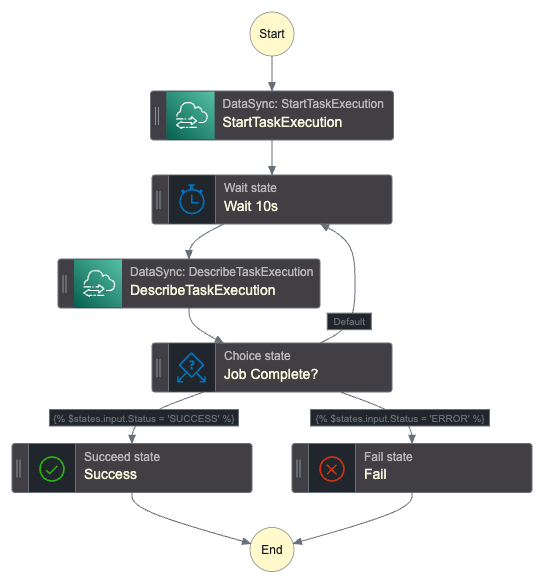 Start
DataSync: StartTaskExecution
StartTaskExecution
Wait state
Wait 10s
DataSync: DescribeTaskExecution
DescribeTaskExecution
Default
Choice state
Job Complete?
{% $states.input.Status = 'SUCCESS' %}
{% $states.input.Status = 'ERROR' %}
Succeed state
Success
Fail state
Fail
End